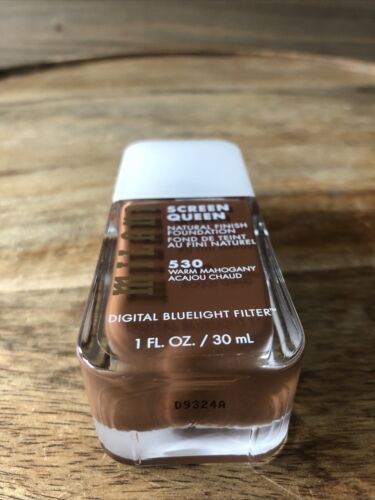 milani
SCREEN
QUEEN
NATURAL FINISH
FOUNDATION
FOND DE TEINT
AU FINI NATUREL
530
WARM MAHOGANY
ACAJOU CHAUD
DIGITAL BLUELIGHT FILTER™
1 FL. OZ. / 30 mL
D9324A